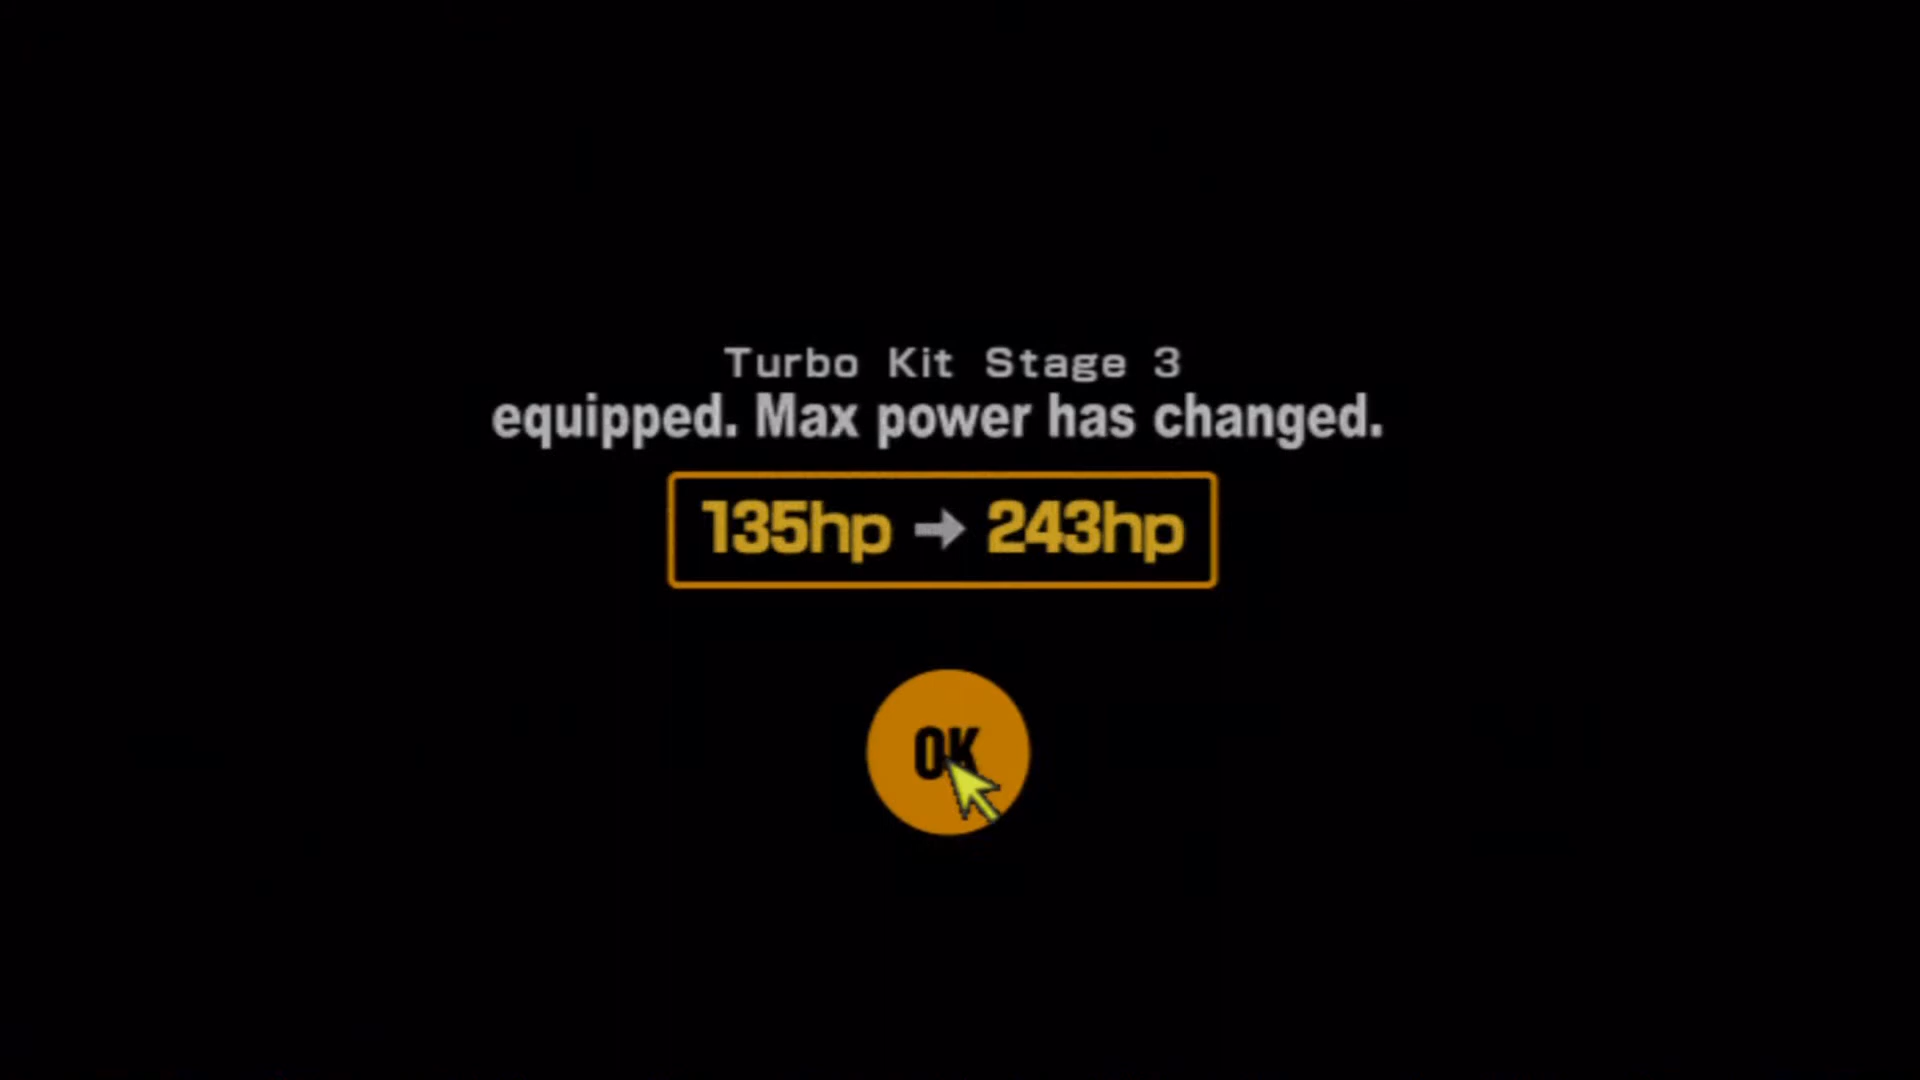 Turbo Kit Stage 3
equipped. Max power has changed.
135hp → 243hp
OK